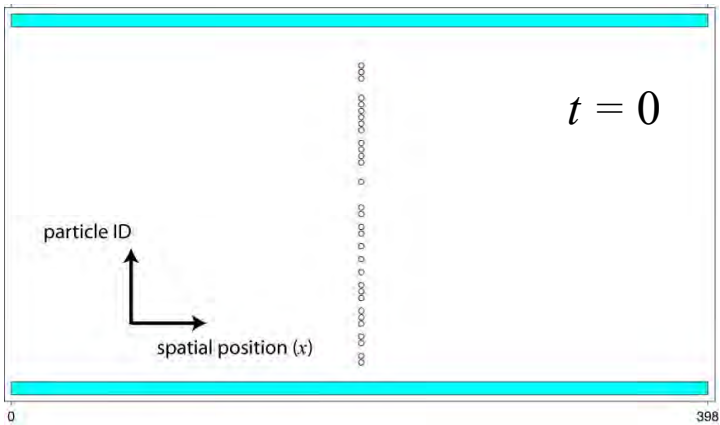 t = 0
particle ID
spatial position (x)
0
398